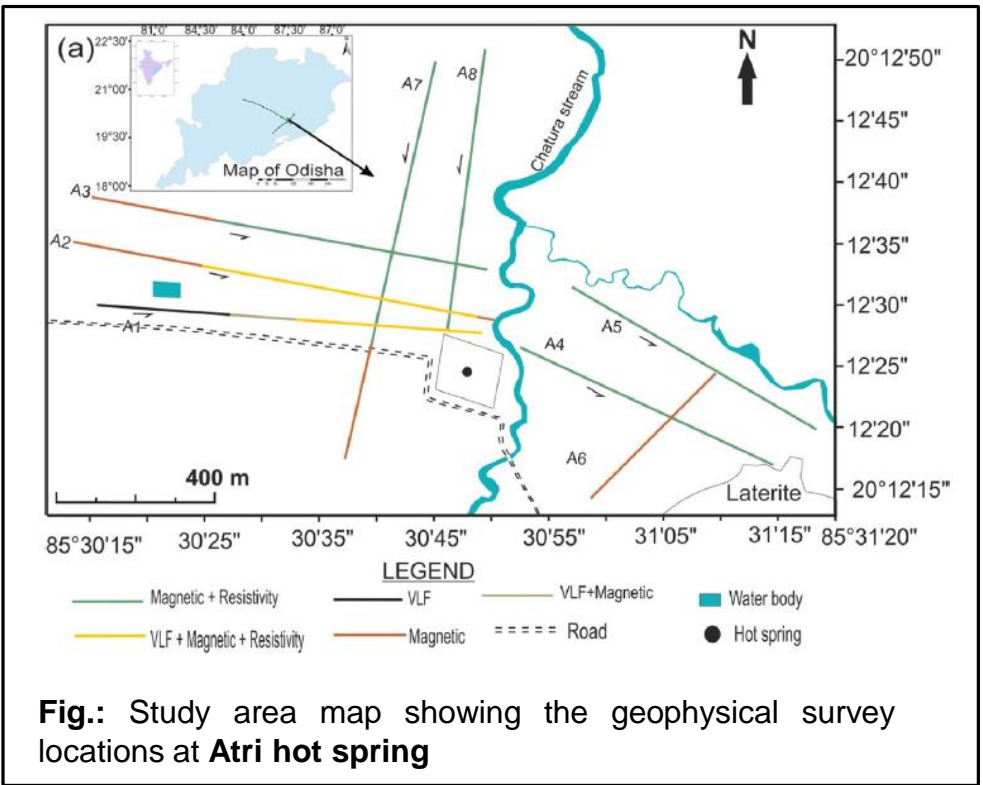 (a)
81°0' 84°30' 84°0' 87°30' 87°0'
22°30'
21°00'
19°30'
18°00'
Map of Odisha
A7
A8
Chatura stream
N
20°12'50"
12'45"
12'40"
12'35"
12'30"
12'25"
12'20"
20°12'15"
A3
A2
A1
A5
A4
A6
400 m
Laterite
85°30'15" 30'25" 30'35" 30'45" 30'55" 31'05" 31'15" 85°31'20"
LEGEND
Magnetic + Resistivity VLF VLF+Magnetic Water body
VLF + Magnetic + Resistivity Magnetic Road Hot spring
Fig.: Study area map showing the geophysical survey
locations at Atri hot spring